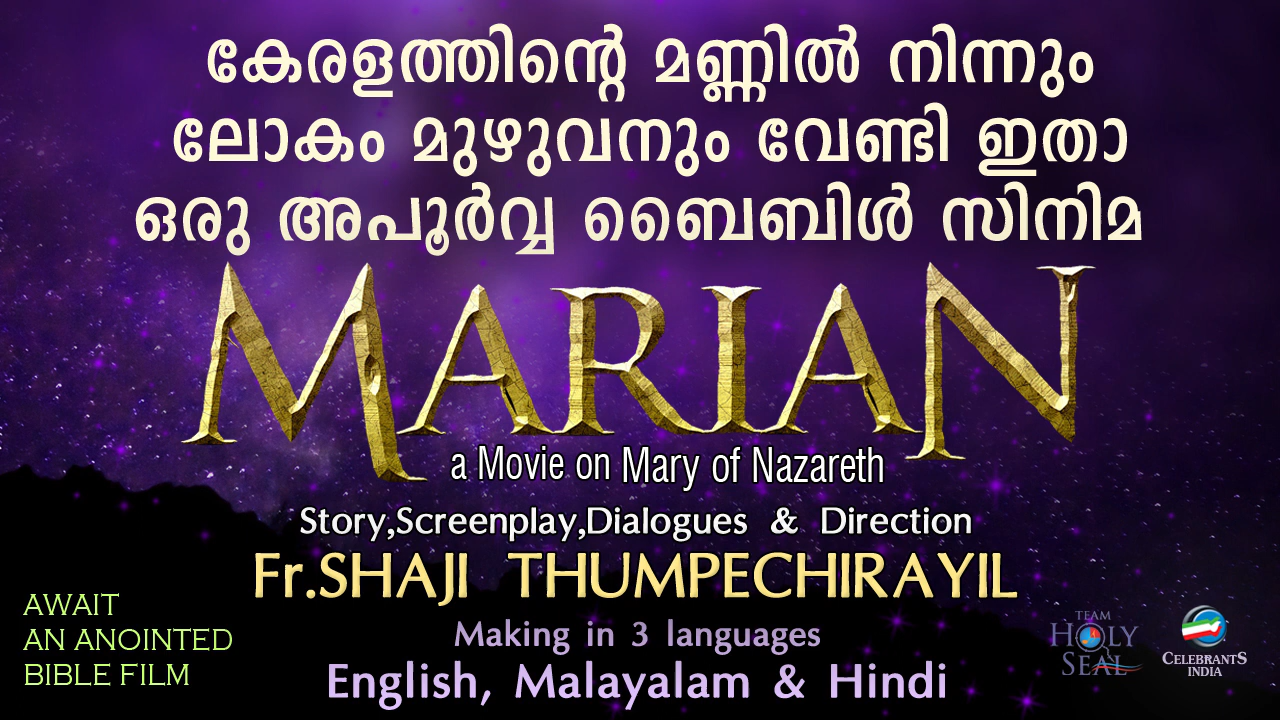 കേരളത്തിന്റെ മണ്ണിൽ നിന്നും
ലോകം മുഴുവനും വേണ്ടി ഇതാ
ഒരു അപൂർവ്വ ബൈബിൾ സിനിമ
MARIAN
a Movie on Mary of Nazareth
Story,Screenplay,Dialogues & Direction
Fr.SHAJI THUMPECHIRAYIL
Making in 3 languages
English, Malayalam & Hindi
AWAIT
AN ANOINTED
BIBLE FILM
TEAM
HOLY
SEAL
CELEBRANTS
INDIA